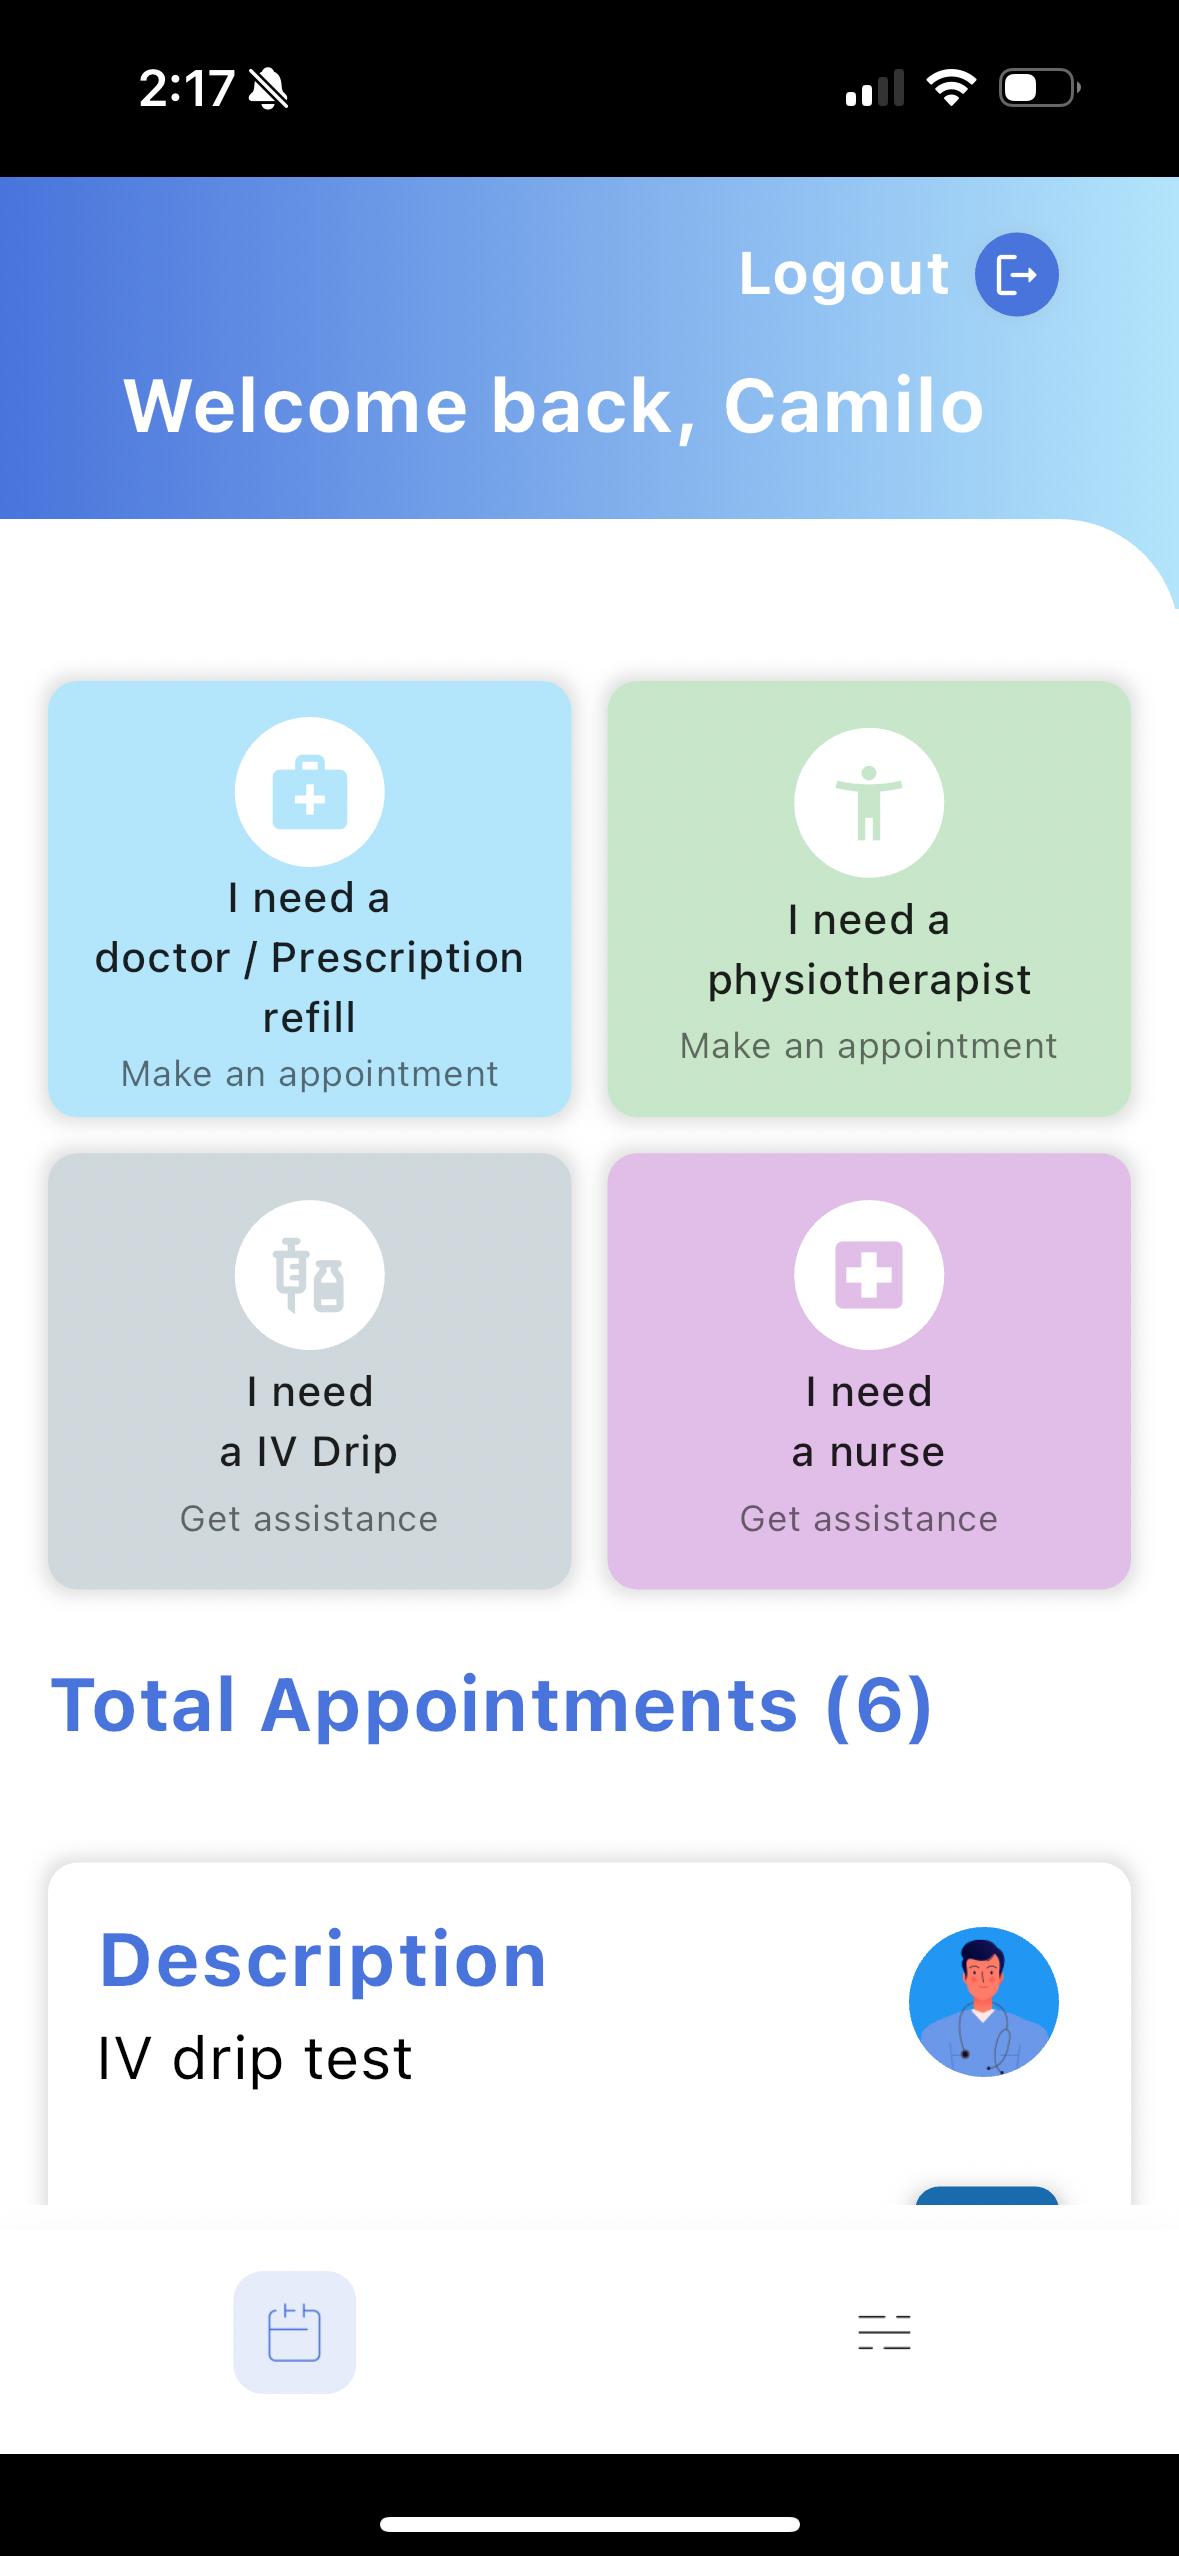 2:17
Logout
Welcome back, Camilo
I need a
doctor / Prescription
refill
Make an appointment
I need a
physiotherapist
Make an appointment
I need
a IV Drip
Get assistance
I need
a nurse
Get assistance
Total Appointments (6)
Description
IV drip test